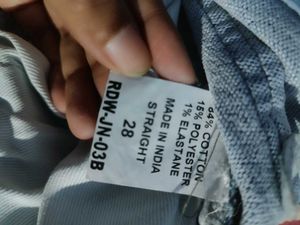 84% COTTON
15% POLYESTER
1% ELASTANE
MADE IN INDIA
STRAIGHT
28
RDW-JN-03B